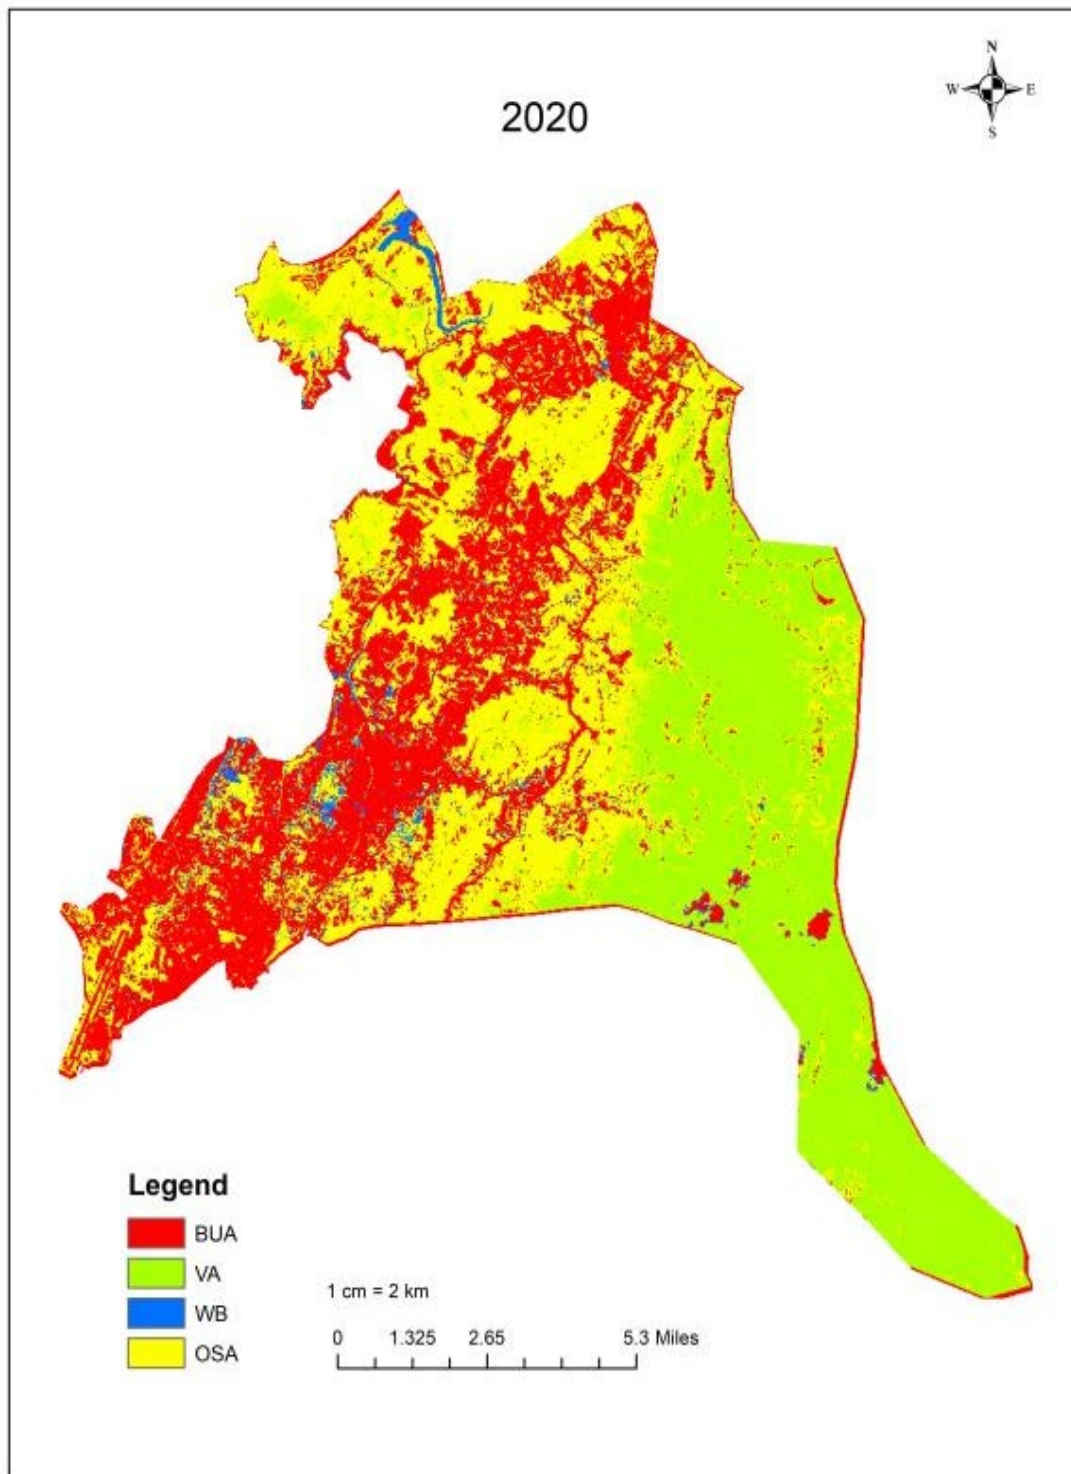 N
W E
S
2020
Legend
BUA
VA
WB
OSA
1 cm = 2 km
0 1.325 2.65 5.3 Miles